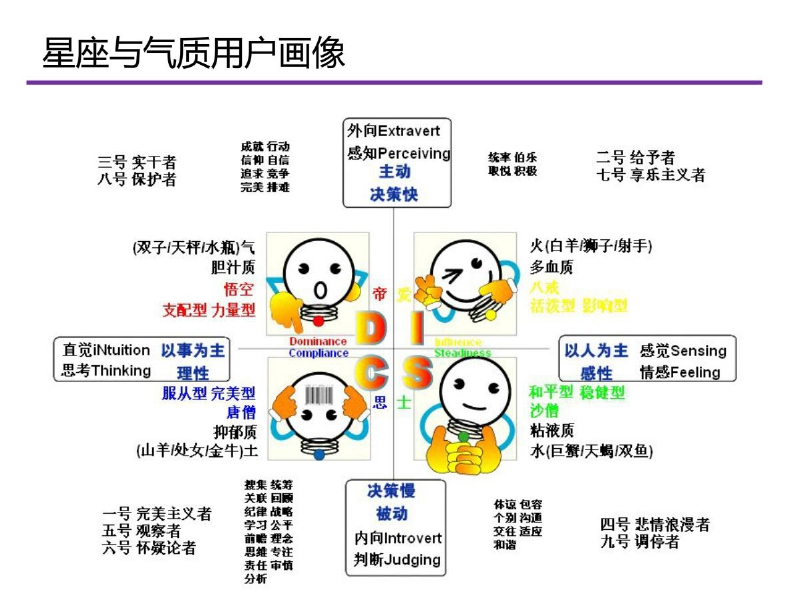 星座与气质用户画像
外向Extravert
感知Perceiving
主动
决策快
三号 实干者
八号 保护者
成就 行动
信仰 自信
追求 竞争
完美 排难
统率 伯乐
取悦 积极
二号 给予者
七号 享乐主义者
(双子/天秤/水瓶)气
胆汁质
悟空
支配型 力量型
帝
爱
火(白羊/狮子/射手)
多血质
八戒
活泼型 影响型
D I
Dominance
Influence
直觉iNtuition
思考Thinking
以事为主
理性
以人为主
感性
感觉Sensing
情感Feeling
Compliance
Steadiness
C S
服从型 完美型
唐僧
抑郁质
(山羊/处女/金牛)土
思
士
和平型 稳健型
沙僧
粘液质
水(巨蟹/天蝎/双鱼)
一号 完美主义者
五号 观察者
六号 怀疑论者
搜集 统筹
关联 回顾
纪律 战略
学习 公平
前瞻 理念
思维 专注
责任 审慎
分析
决策慢
被动
内向Introvert
判断Judging
体谅 包容
个别 沟通
交往 适应
和谐
四号 悲情浪漫者
九号 调停者